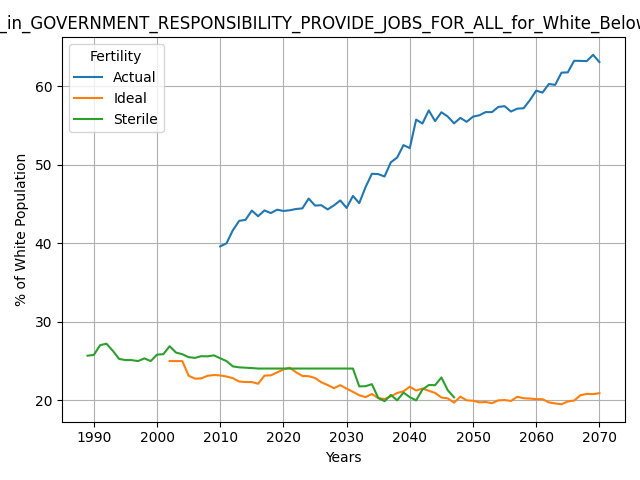 _in_GOVERNMENT_RESPONSIBILITY_PROVIDE_JOBS_FOR_ALL_for_White_Below
Fertility
Actual
Ideal
Sterile
% of White Population
60
50
40
30
20
1990 2000 2010 2020 2030 2040 2050 2060 2070
Years